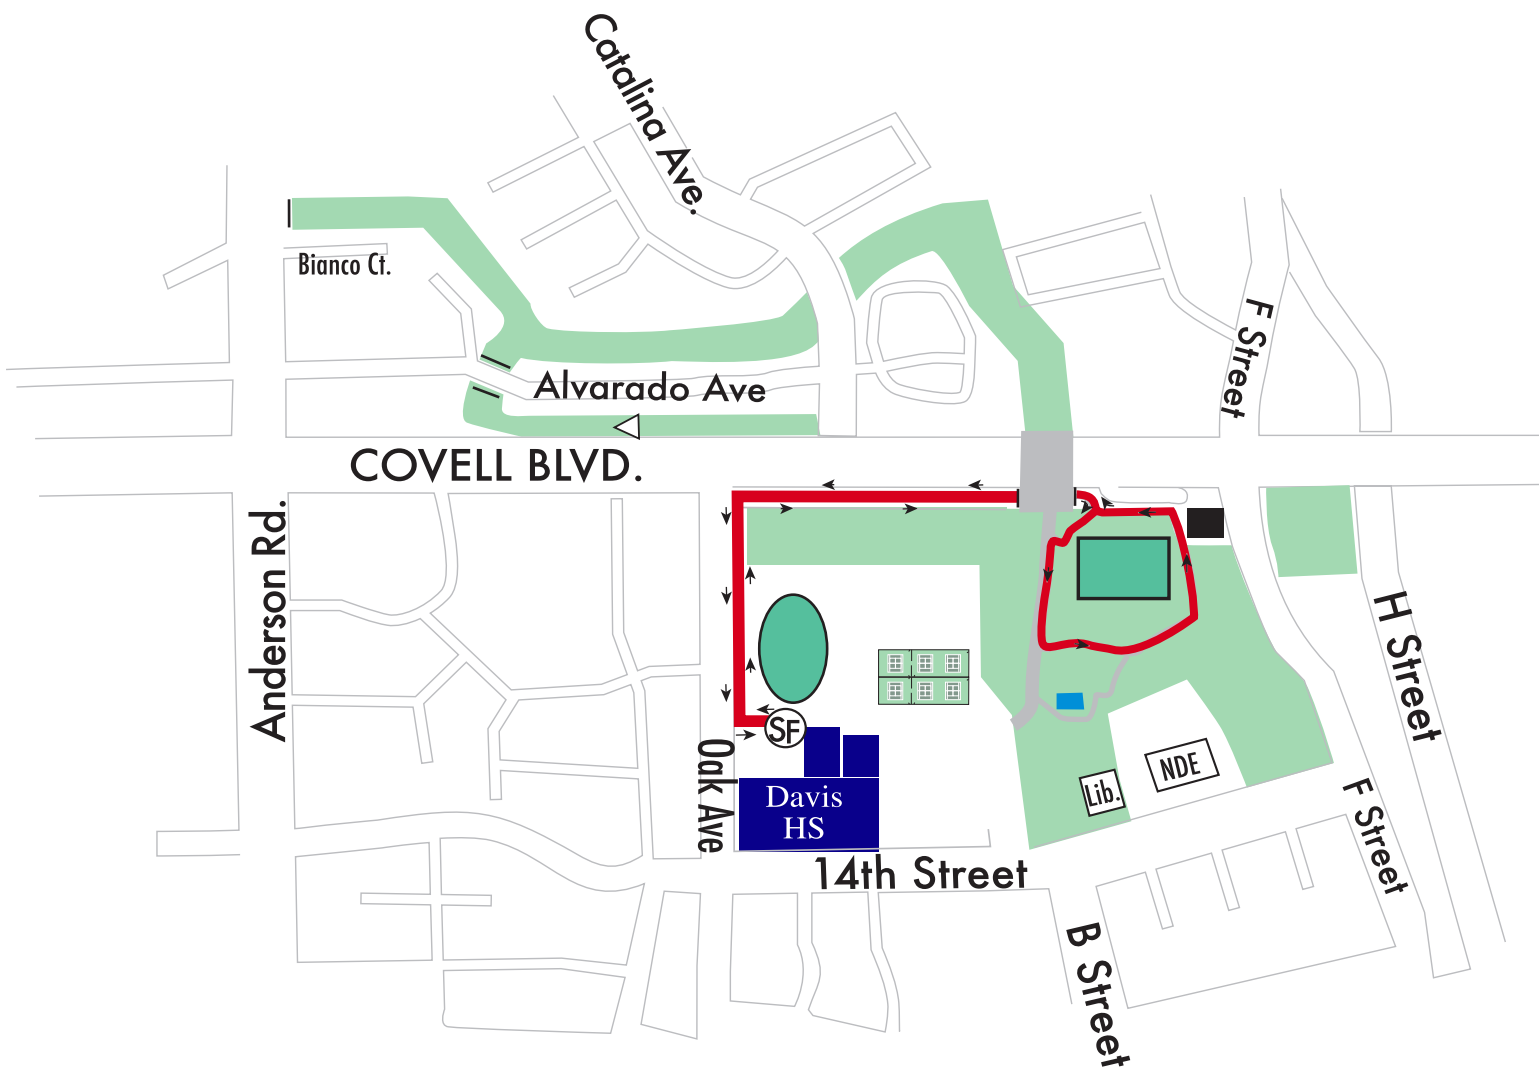 Catalina Ave.
Bianco Ct.
F Street
Alvarado Ave
COVELL BLVD.
Anderson Rd.
H Street
SF
Oak Ave
NDE
Lib.
Davis
HS
F Street
14th Street
B Street